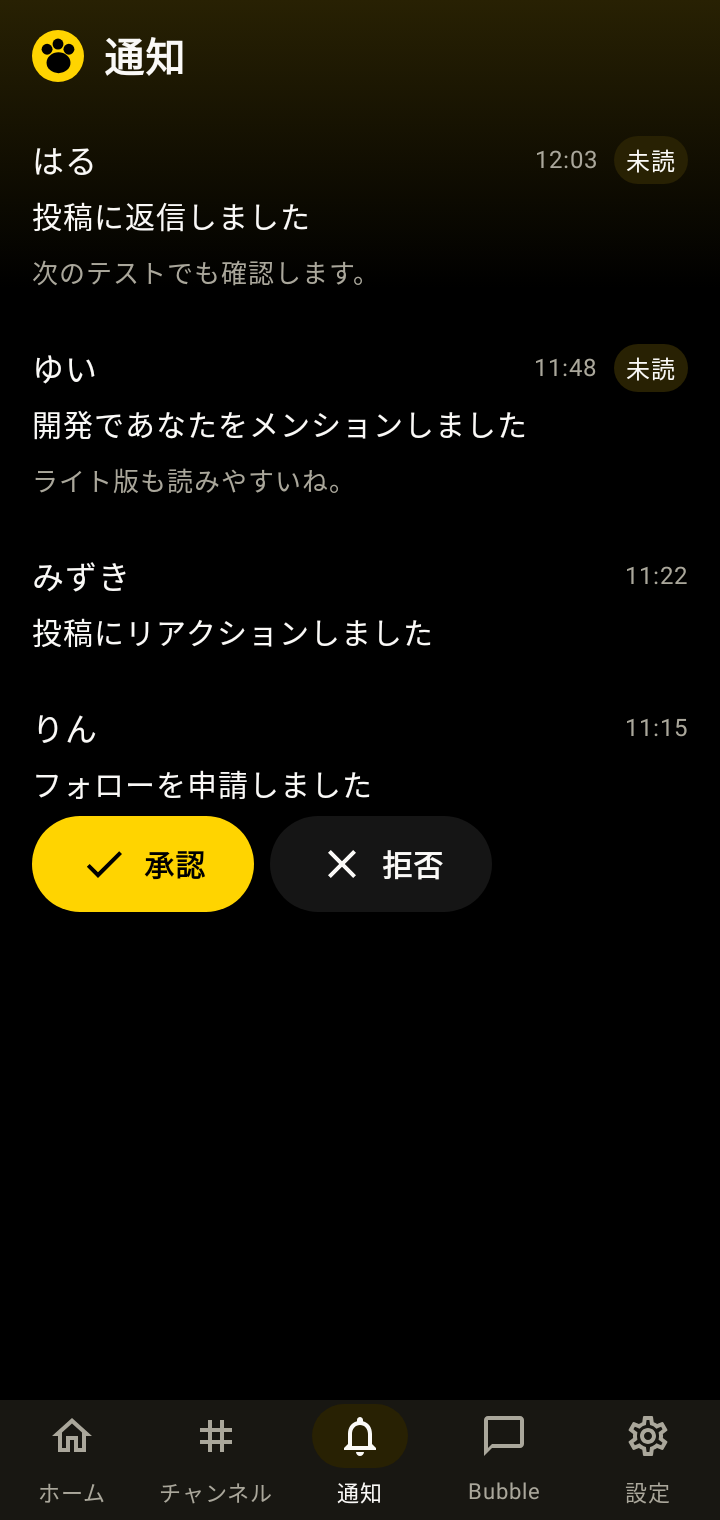 通知
はる 12:03 未読
投稿に返信しました
次のテストでも確認します。
ゆい 11:48 未読
開発であなたをメンションしました
ライト版も読みやすいね。
みずき 11:22
投稿にリアクションしました
りん 11:15
フォローを申請しました
承認 拒否
ホーム チャンネル 通知 Bubble 設定